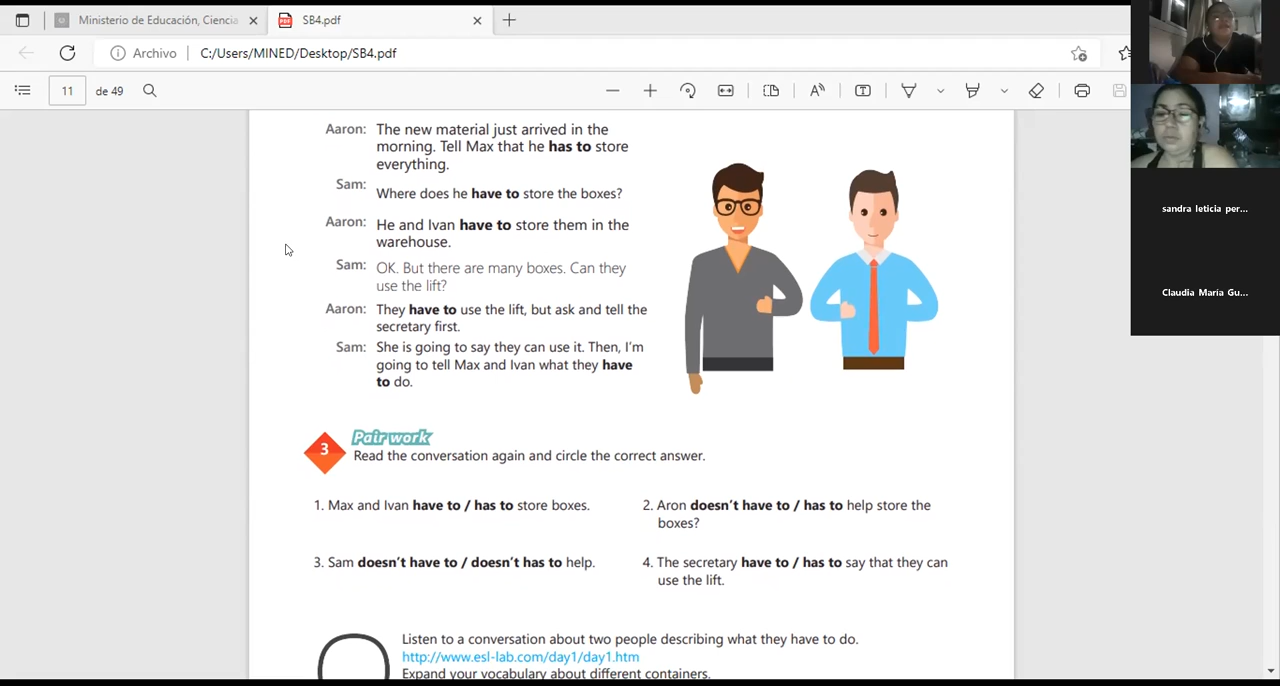 Ministerio de Educación, Ciencia
SB4.pdf
Archivo
C:/Users/MINED/Desktop/SB4.pdf
11
de 49
Aaron: The new material just arrived in the
morning. Tell Max that he has to store
everything.
Sam: Where does he have to store the boxes?
Aaron: He and Ivan have to store them in the
warehouse.
Sam: OK. But there are many boxes. Can they
use the lift?
Aaron: They have to use the lift, but ask and tell the
secretary first.
Sam: She is going to say they can use it. Then, I'm
going to tell Max and Ivan what they have
to do.
sandra leticia per...
Claudia María Gu...
3
Pair work
Read the conversation again and circle the correct answer.
1. Max and Ivan have to / has to store boxes.
2. Aron doesn't have to / has to help store the
boxes?
3. Sam doesn't have to / doesn't has to help.
4. The secretary have to / has to say that they can
use the lift.
Listen to a conversation about two people describing what they have to do.
http://www.esl-lab.com/day1/day1.htm
Expand your vocabulary about different containers.